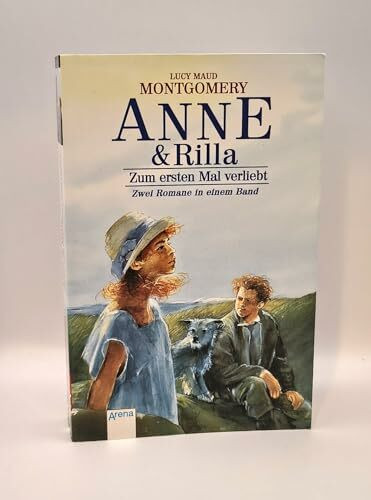 LUCY MAUD
MONTGOMERY
ANNE
& Rilla
Zum ersten Mal verliebt
Zwei Romane in einem Band
Arena